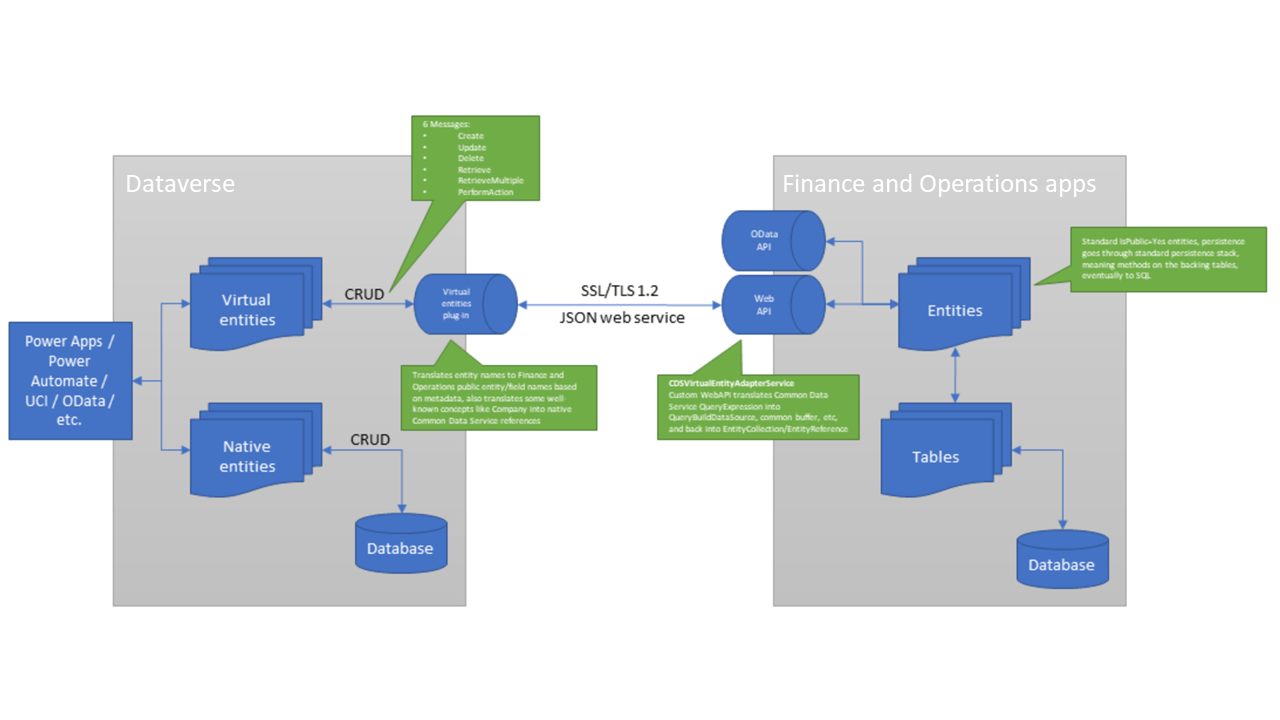 6 Messages:
• Create
• Update
• Delete
• Retrieve
• RetrieveMultiple
• PerformAction
Dataverse
Virtual
entities
CRUD
Virtual
entities
plug in
Power Apps /
Power
Automate /
UCI / OData /
etc.
Translates entity names to Finance and
Operations public entity/field names based
on metadata, also translates some well-
known concepts like Company into native
Common Data Service references
Native
entities
CRUD
Database
SSL/TLS 1.2
JSON web service
Finance and Operations apps
OData
API
Web
API
Standard IsPublic=Yes entities, persistence
goes through standard persistence stack,
meaning methods on the backing tables,
eventually to SQL
Entities
CDSVirtualEntityAdapterService
Custom WebAPI translates Common Data
Service QueryExpression into
QueryBuildDataSource, common buffer, etc,
and back into EntityCollection/EntityReference
Tables
Database